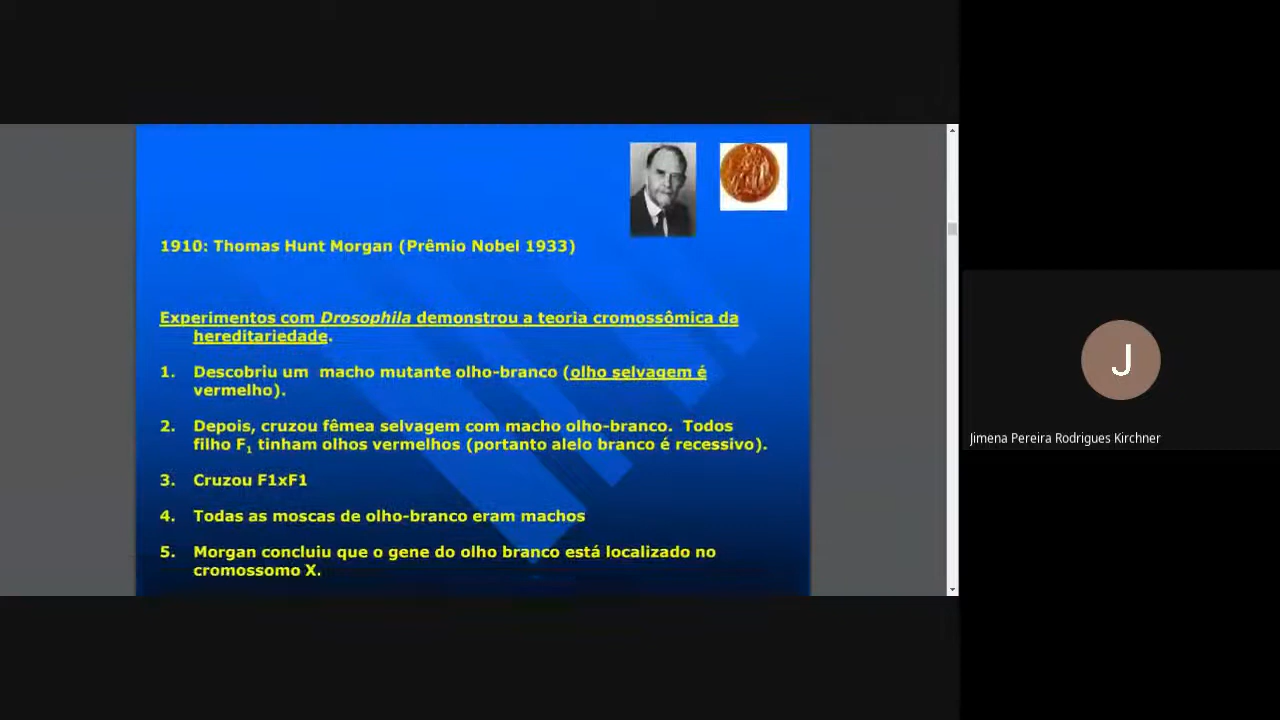 1910: Thomas Hunt Morgan (Prêmio Nobel 1933)
Experimentos com Drosophila demonstrou a teoria cromossômica da
hereditariedade.
1. Descobriu um macho mutante olho-branco (olho selvagem é
vermelho).
2. Depois, cruzou fêmea selvagem com macho olho-branco. Todos
filho F1 tinham olhos vermelhos (portanto alelo branco é recessivo).
3. Cruzou F1xF1
4. Todas as moscas de olho-branco eram machos
5. Morgan concluiu que o gene do olho branco está localizado no
cromossomo X.
J
Jimena Pereira Rodrigues Kirchner